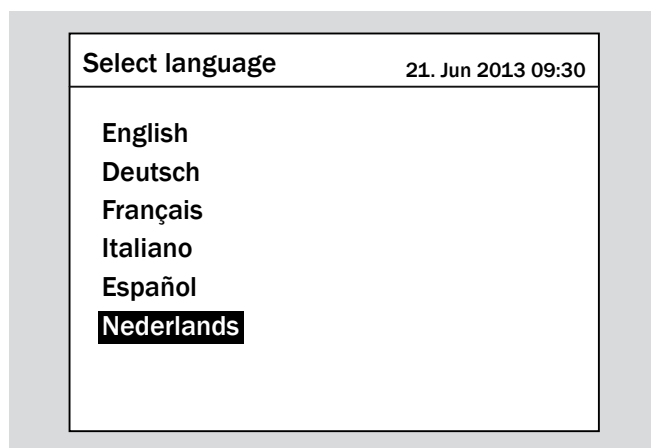 Select language 21. Jun 2013 09:30
English
Deutsch
Français
Italiano
Español
Nederlands